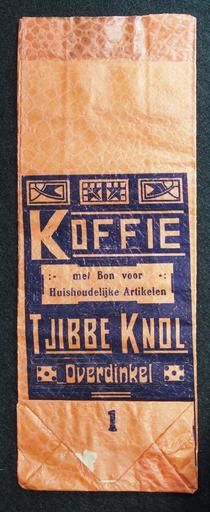 KOFFIE
-:- met Bon voor -:-
Huishoudelijke Artikelen
TJIBBE KNOL
Overdinkel
1